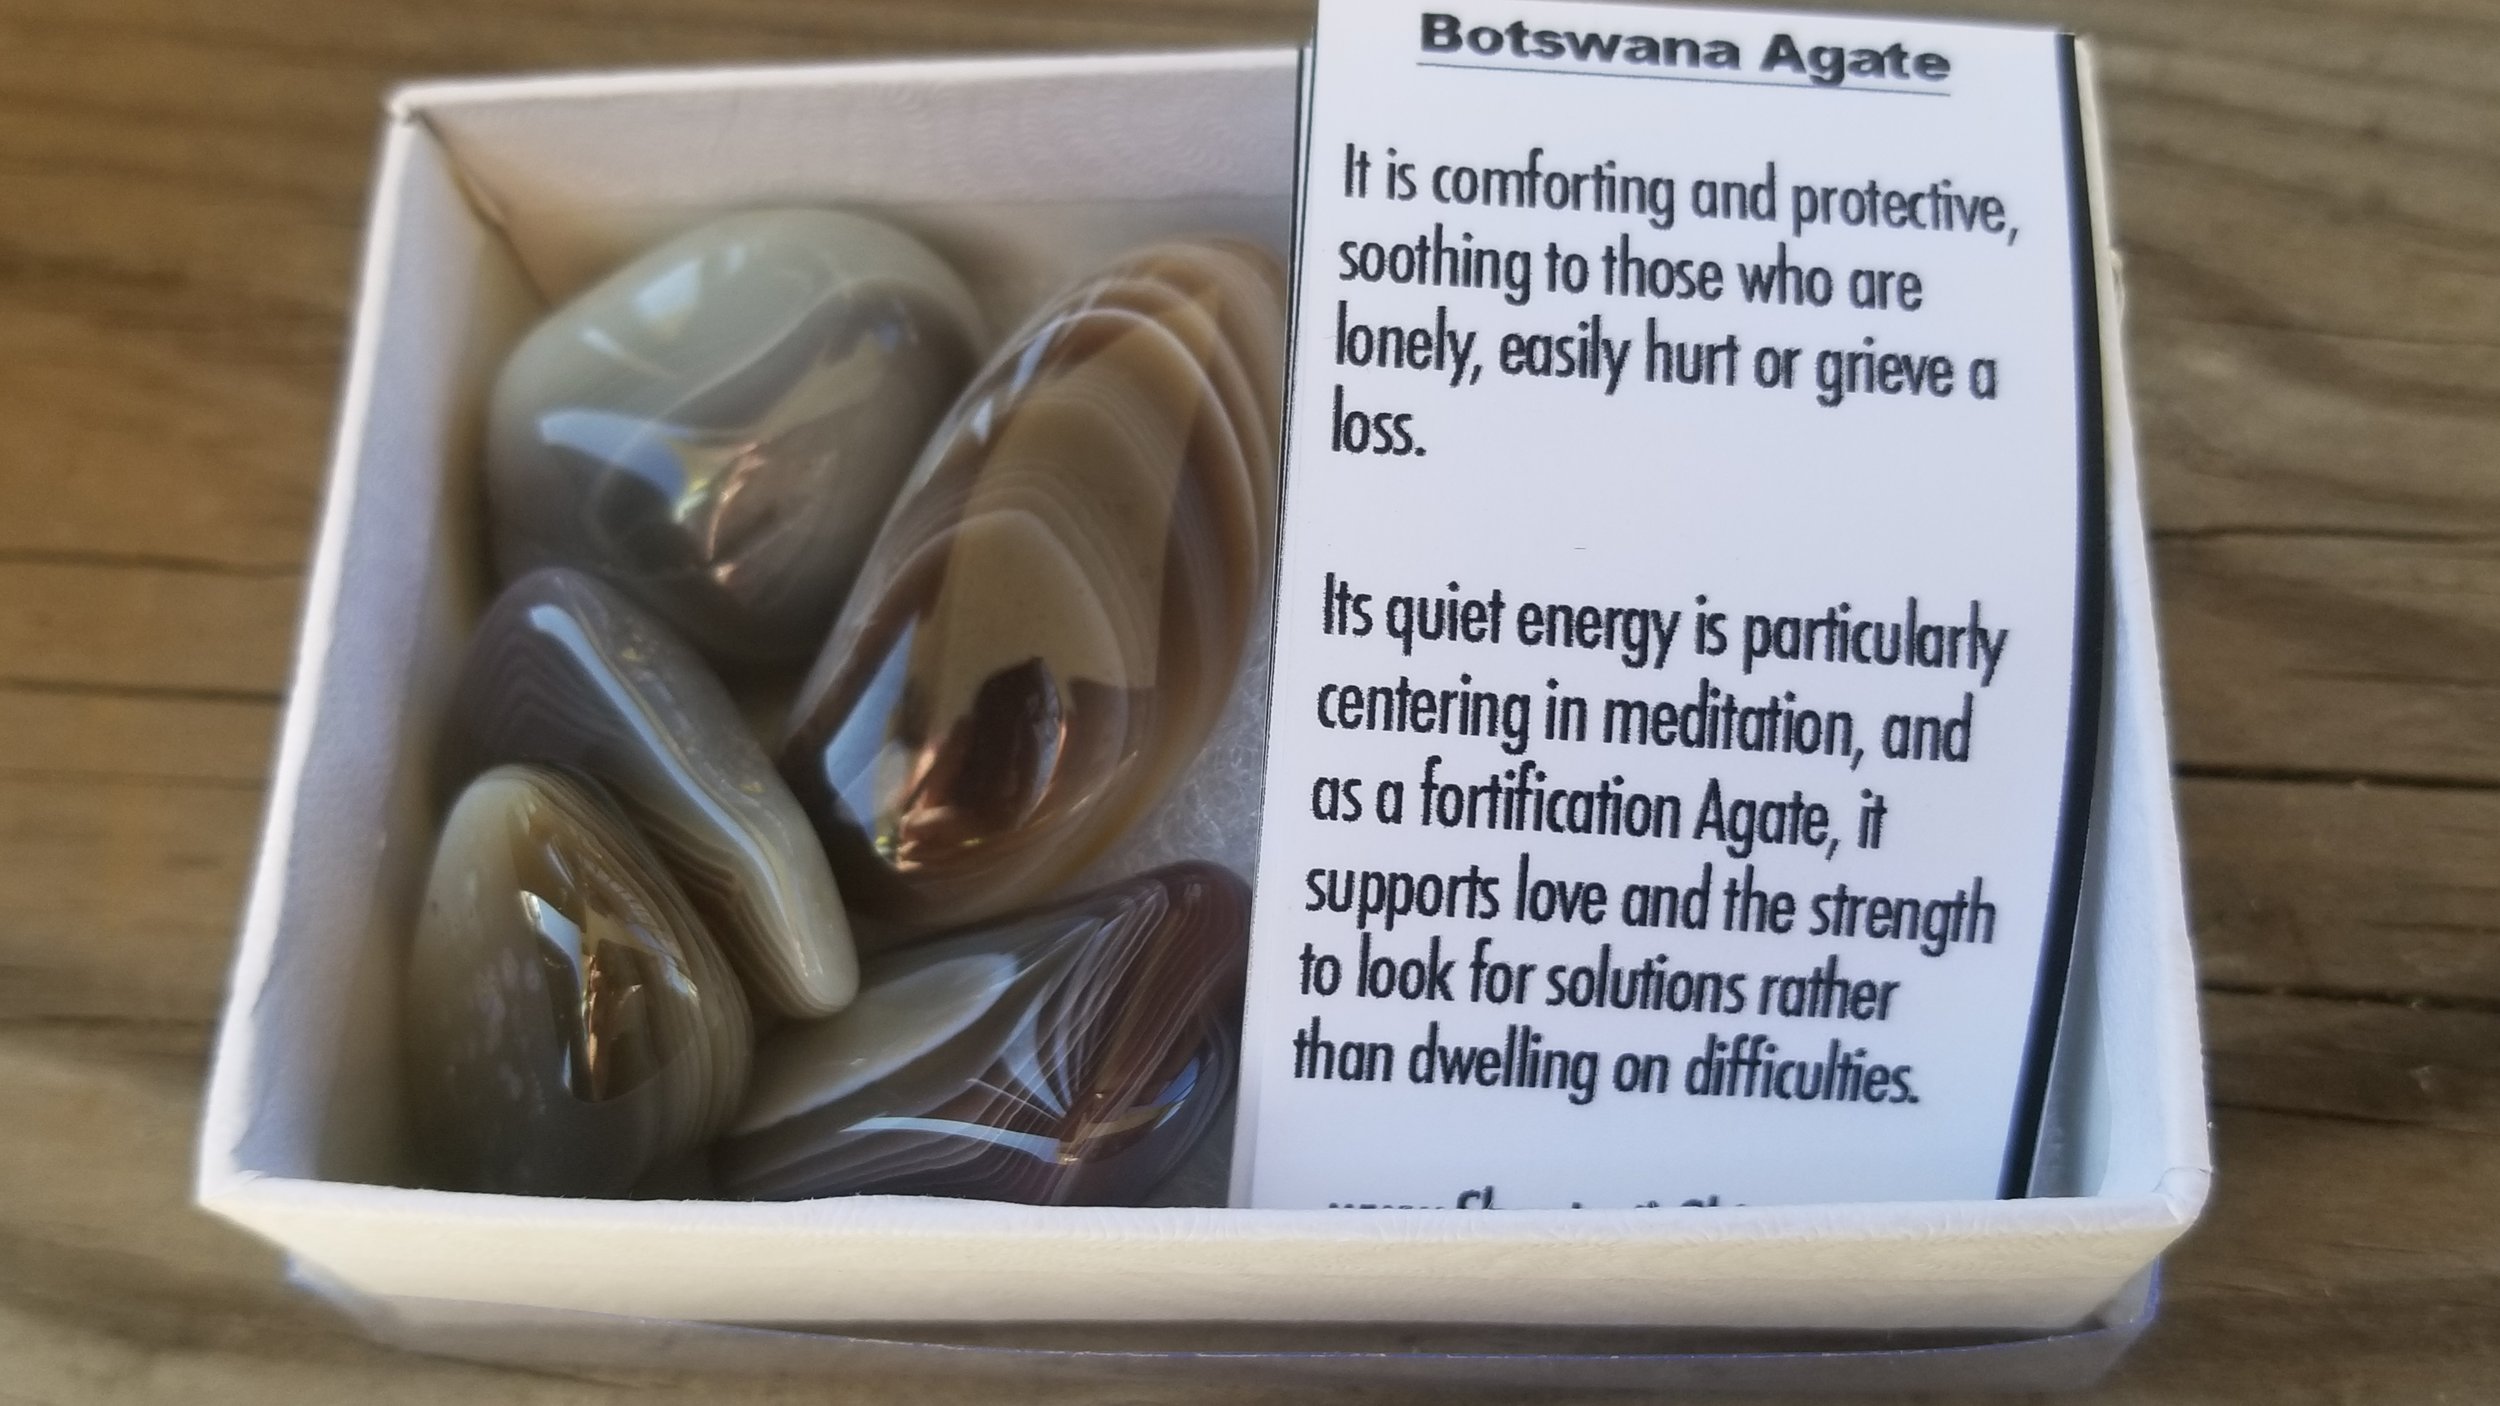 Botswana Agate
It is comforting and protective,
soothing to those who are
lonely, easily hurt or grieve a
loss.
Its quiet energy is particularly
centering in meditation, and
as a fortification Agate, it
supports love and the strength
to look for solutions rather
than dwelling on difficulties.